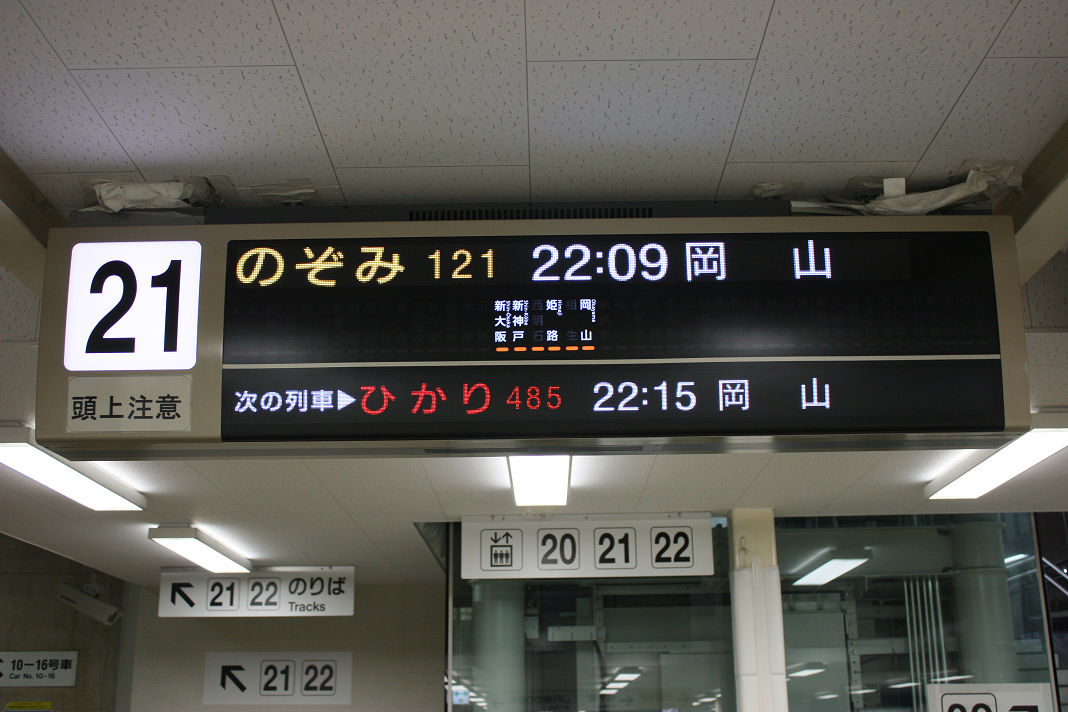 21
頭上注意
のぞみ 121 22:09 岡 山
新大阪 新神戸 西明石 姫路 相生 岡山
次の列車▶ひかり 485 22:15 岡 山
20 21 22
↖ 21 22 のりば
Tracks
10-16号車
Car No. 10-16
↖ 21 22